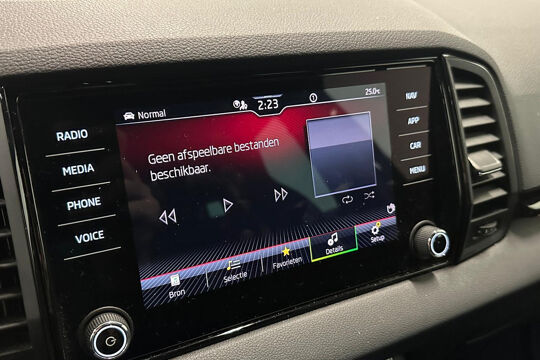 Normal
2:23
25.0°C
RADIO
MEDIA
PHONE
VOICE
Geen afspeelbare bestanden
beschikbaar.
Bron
Selectie
Favorieten
Details
Setup
NAV
APP
CAR
MENU